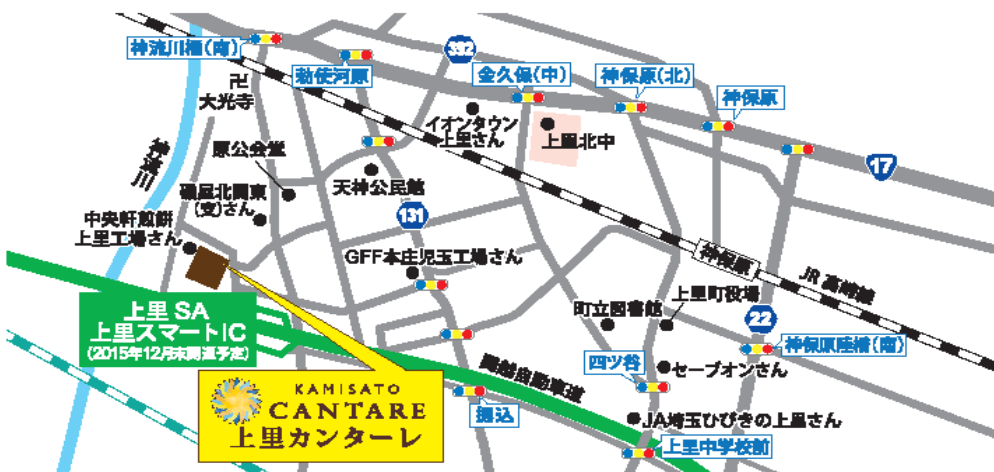 神流川橋(南)
勅使河原
392
金久保(中)
神保原(北)
神保原
17
卍
大光寺
神流川
原公会堂
磯屋北関東
(支)さん
中央軒煎餅
上里工場さん
天神公民館
イオンタウン
上里さん
上里北中
131
GFF本庄児玉工場さん
神保原
JR高崎線
上里SA
上里スマートIC
(2015年12月末開通予定)
町立図書館
上里町役場
22
神保原陸橋(南)
四ツ谷
セーブオンさん
関越自動車道
KAMISATO
CANTARE
上里カンターレ
堀込
JA埼玉ひびきの上里さん
上里中学校前